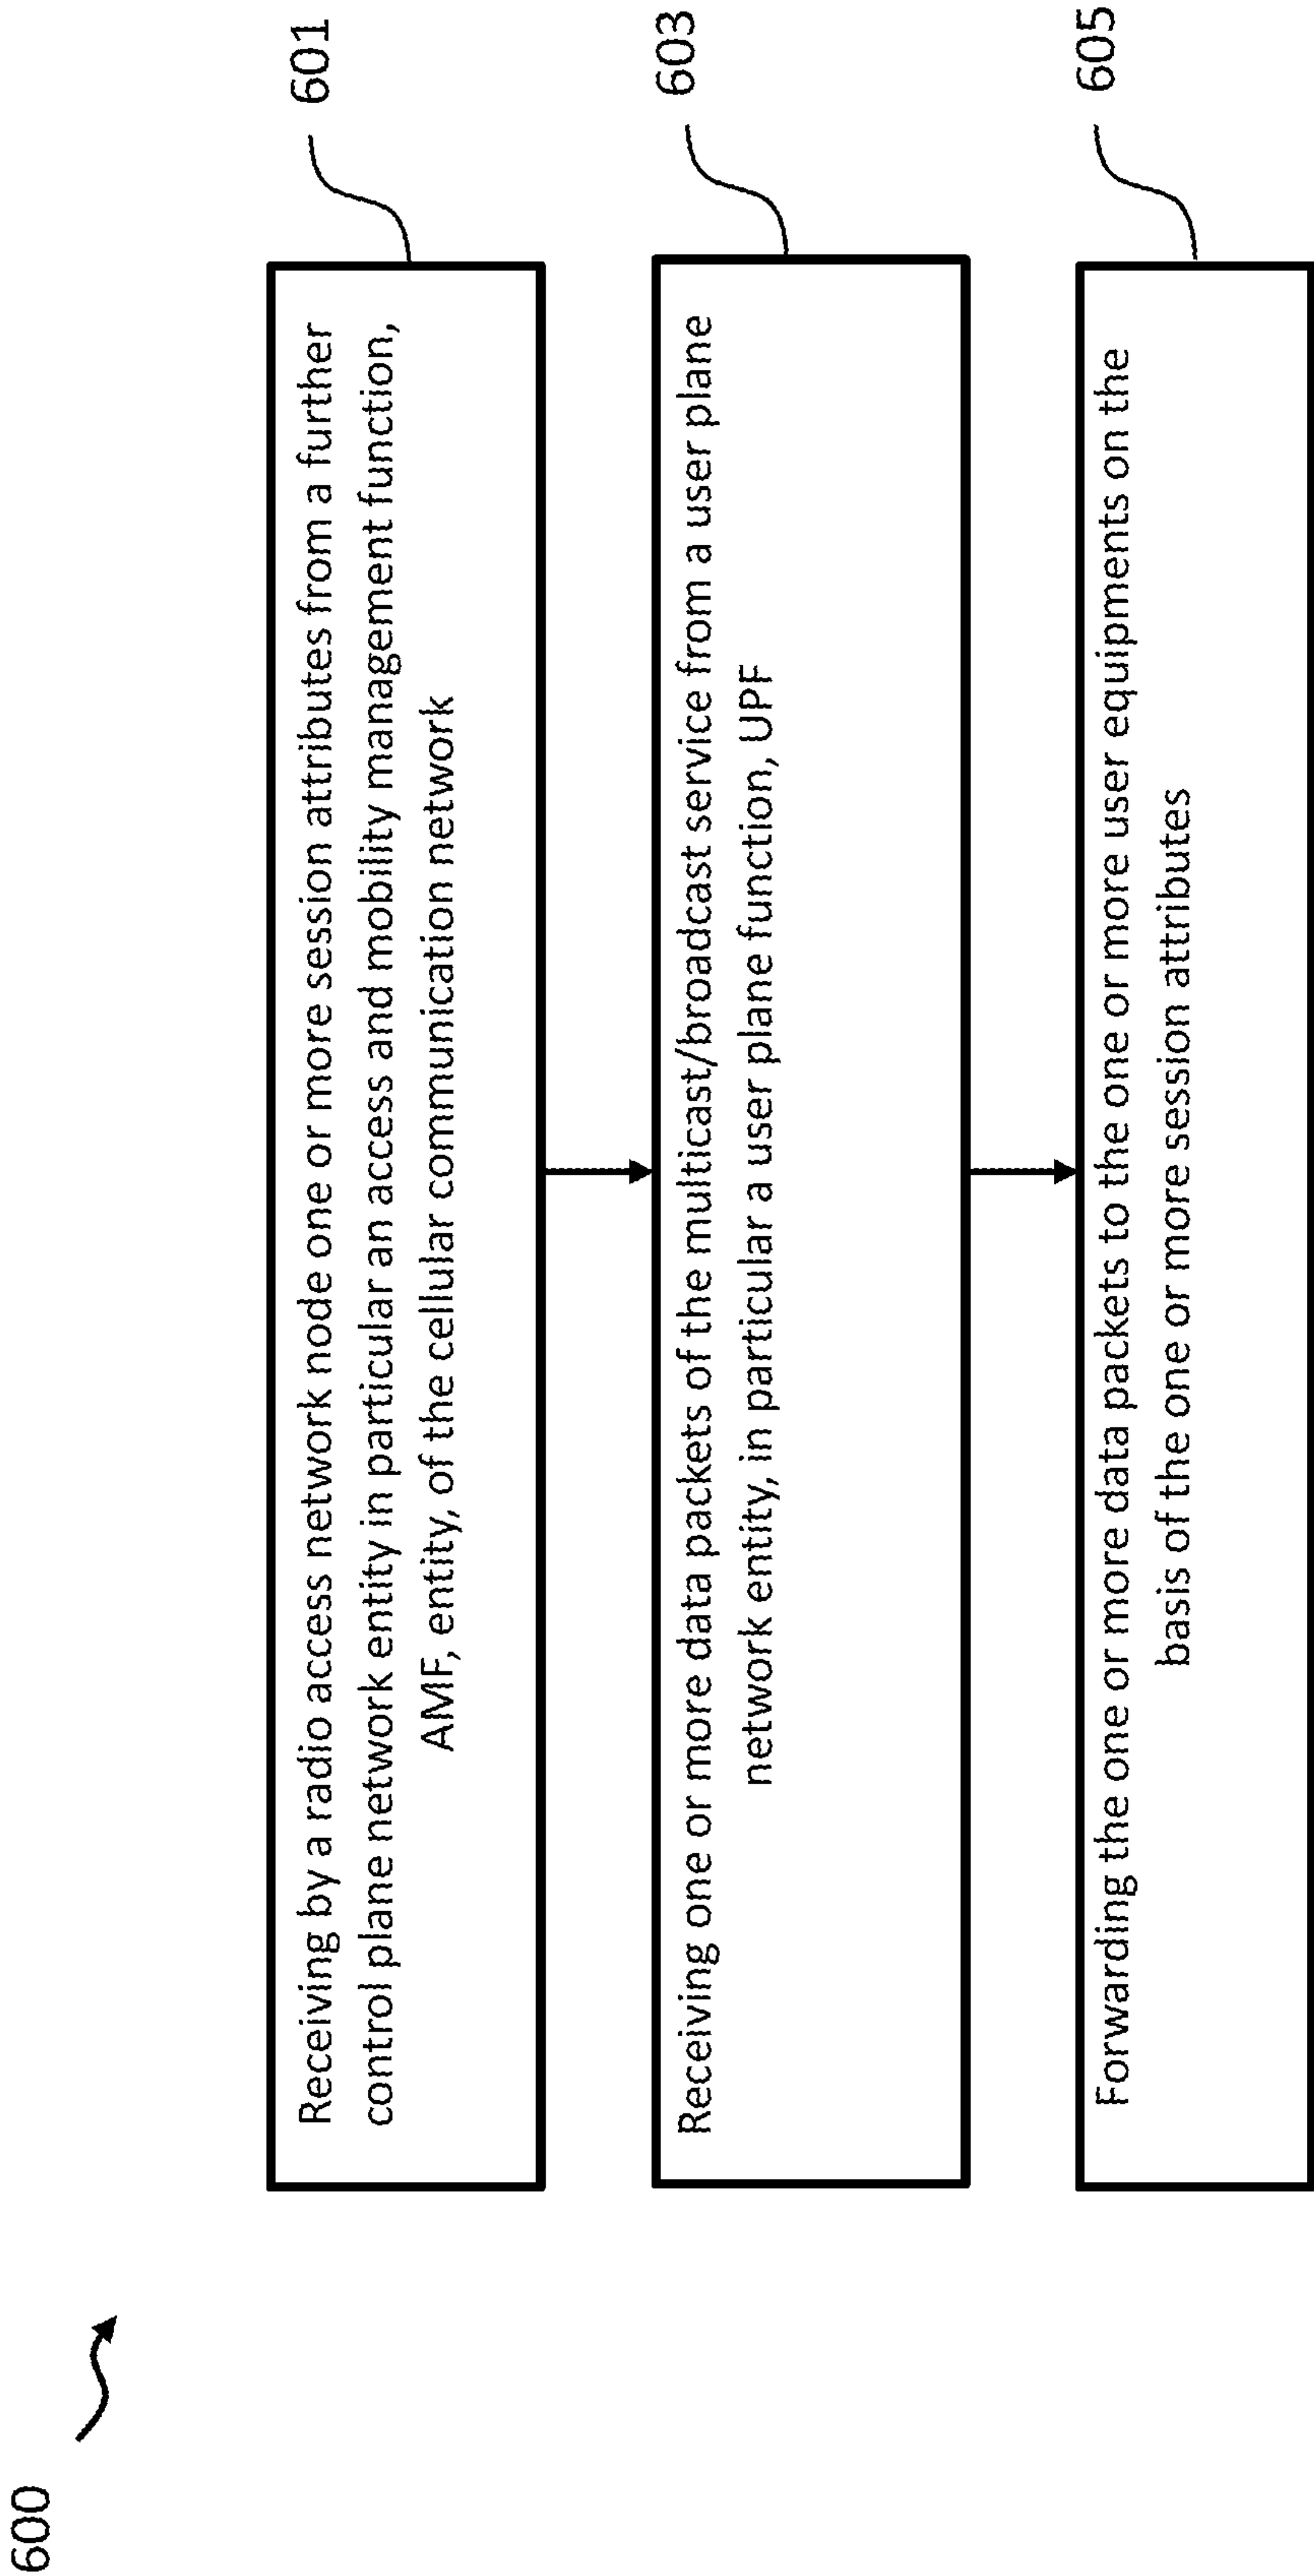 600
Receiving by a radio access network node one or more session attributes from a further
control plane network entity in particular an access and mobility management function,
AMF, entity, of the cellular communication network
601
Receiving one or more data packets of the multicast/broadcast service from a user plane
network entity, in particular a user plane function, UPF
603
Forwarding the one or more data packets to the one or more user equipments on the
basis of the one or more session attributes
605